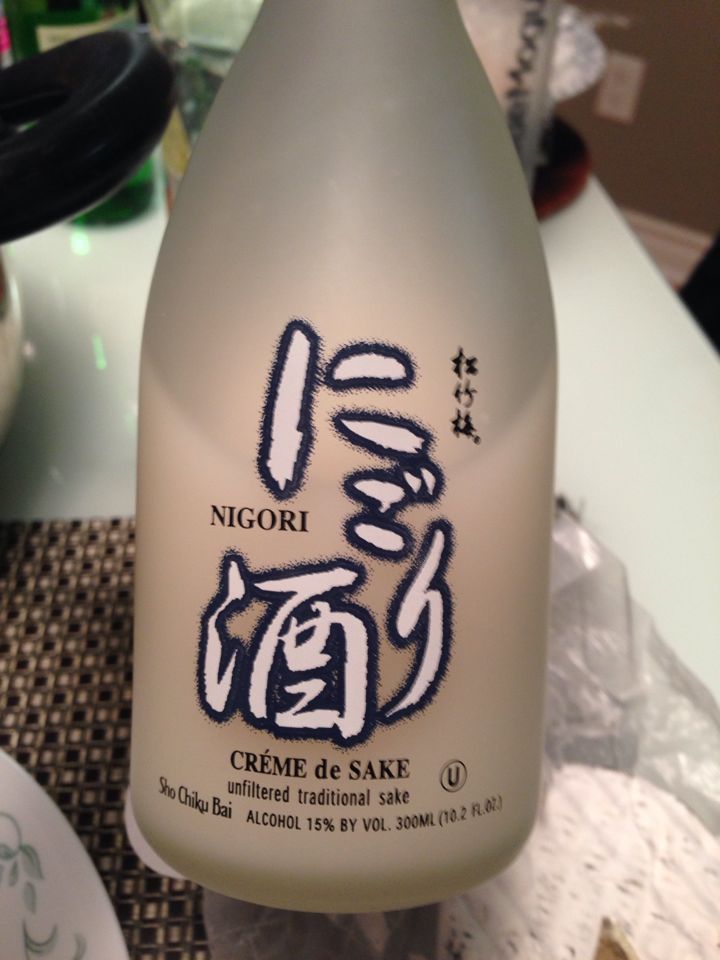 にごり
酒
松竹梅
NIGORI
CRÉME de SAKE
U
unfiltered traditional sake
Sho Chiku Bai
ALCOHOL 15% BY VOL. 300ML (10.2 FL.OZ.)